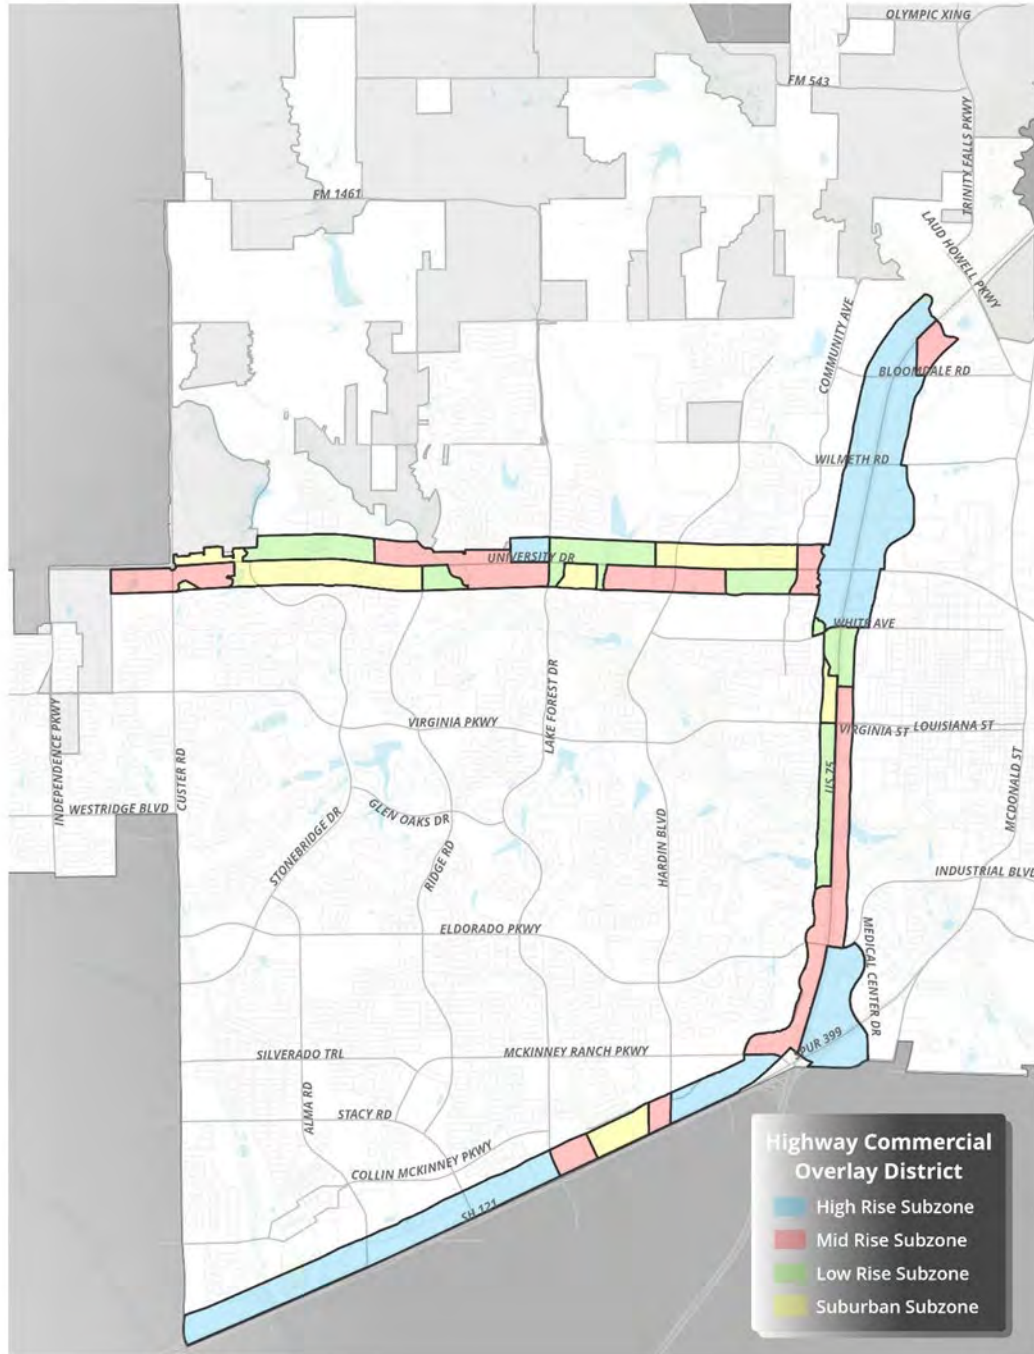 OLYMPIC XING
FM 543
TRINITY FALLS PKWY
FM 1461
LAUD HOWELL PKWY
COMMUNITY AVE
BLOOMDALE RD
WILMETH RD
UNIVERSITY DR
WHITE AVE
LAKE FOREST DR
INDEPENDENCE PKWY
VIRGINIA PKWY
VIRGINIA ST
LOUISIANA ST
CUSTER RD
US 75
MCDONALD ST
WESTRIDGE BLVD
GLEN OAKS DR
STONEBRIDGE DR
RIDGE RD
HARDIN BLVD
INDUSTRIAL BLVD
ELDORADO PKWY
MEDICAL CENTER DR
SPUR 399
SILVERADO TRL
MCKINNEY RANCH PKWY
ALMA RD
STACY RD
COLLIN MCKINNEY PKWY
SH 121
Highway Commercial
Overlay District
High Rise Subzone
Mid Rise Subzone
Low Rise Subzone
Suburban Subzone